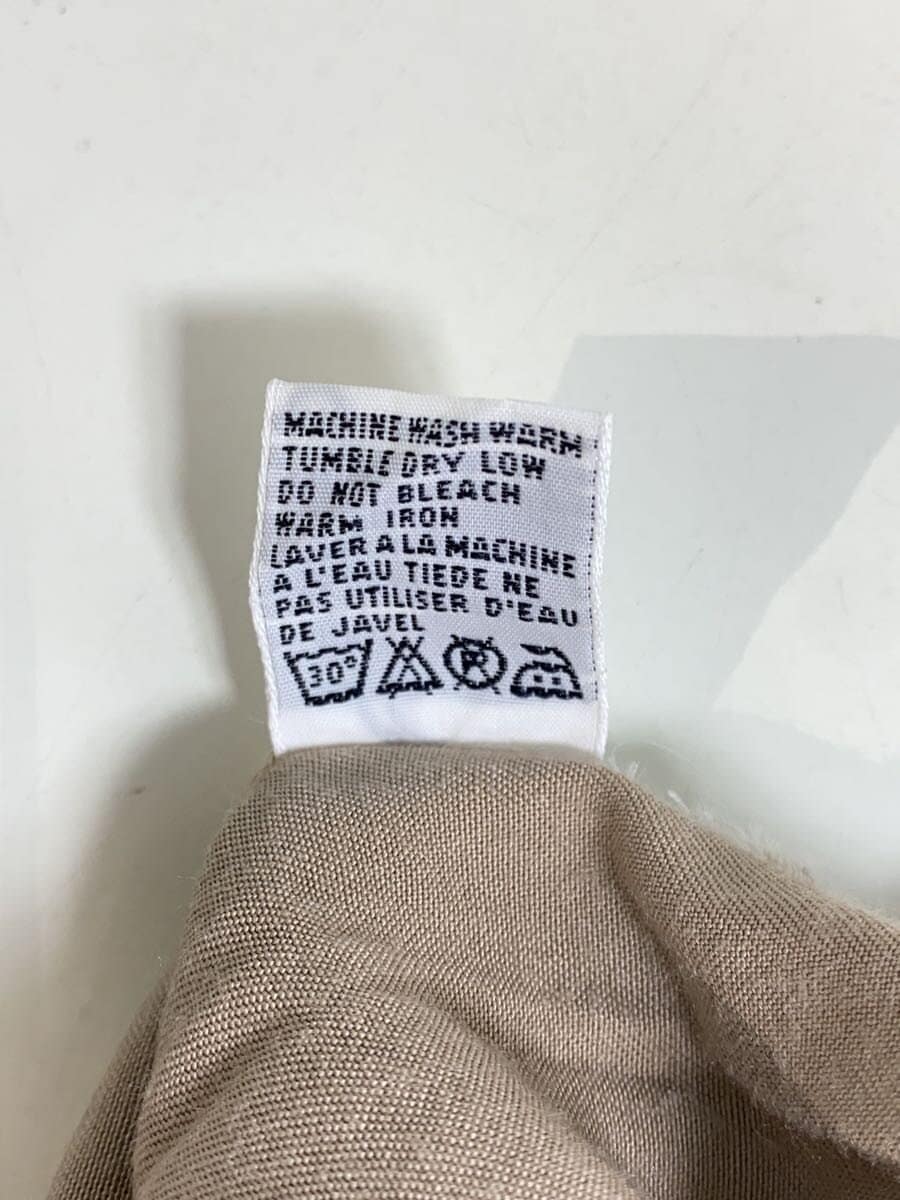 MACHINE WASH WARM
TUMBLE DRY LOW
DO NOT BLEACH
WARM IRON
LAVER A LA MACHINE
A L'EAU TIEDE NE
PAS UTILISER D'EAU
DE JAVEL
30° P